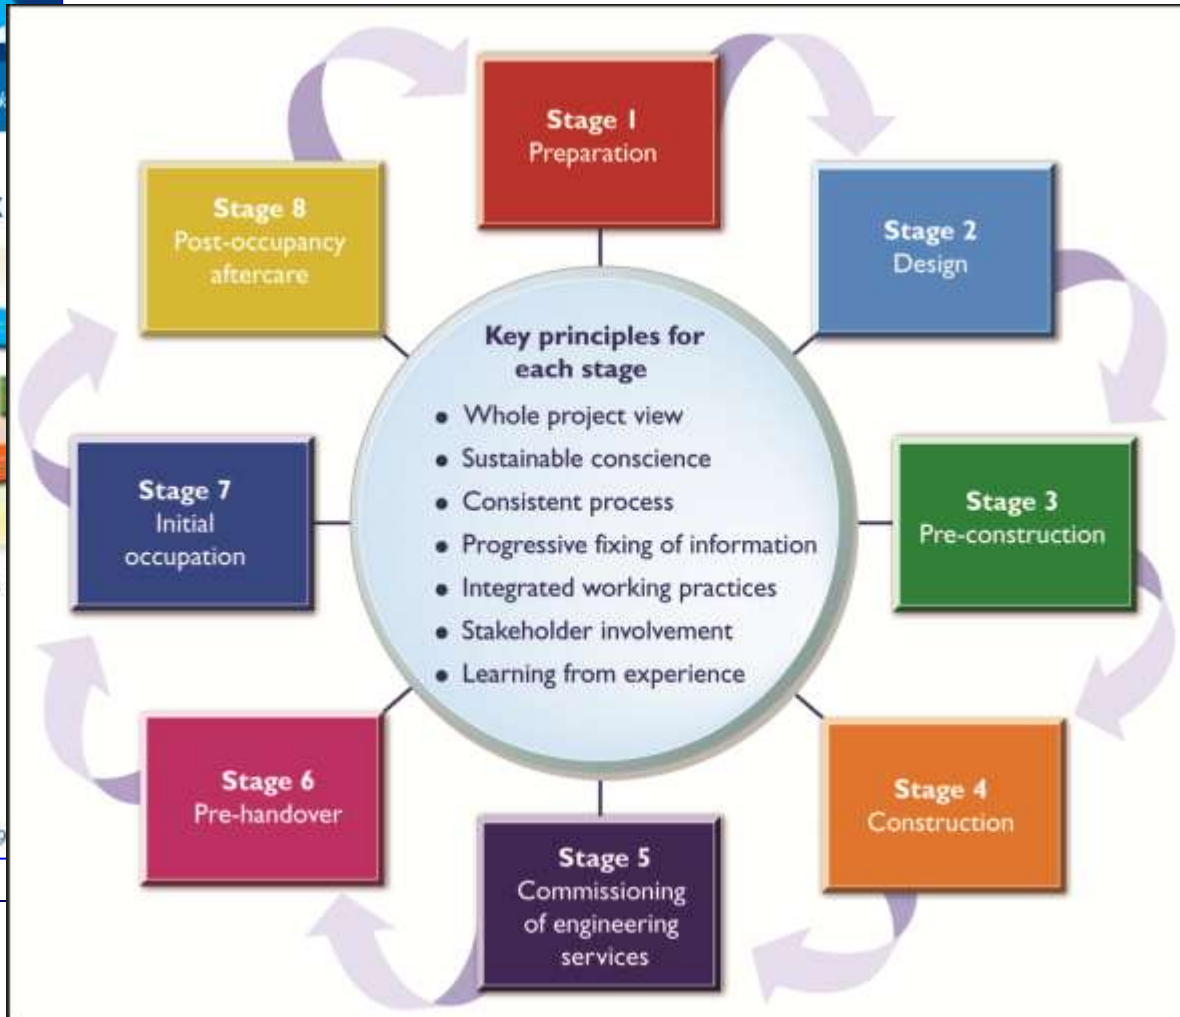 Stage 1
Preparation
Stage 2
Design
Stage 3
Pre-construction
Stage 4
Construction
Stage 5
Commissioning
of engineering
services
Stage 6
Pre-handover
Stage 7
Initial
occupation
Stage 8
Post-occupancy
aftercare
Key principles for
each stage
• Whole project view
• Sustainable conscience
• Consistent process
• Progressive fixing of information
• Integrated working practices
• Stakeholder involvement
• Learning from experience